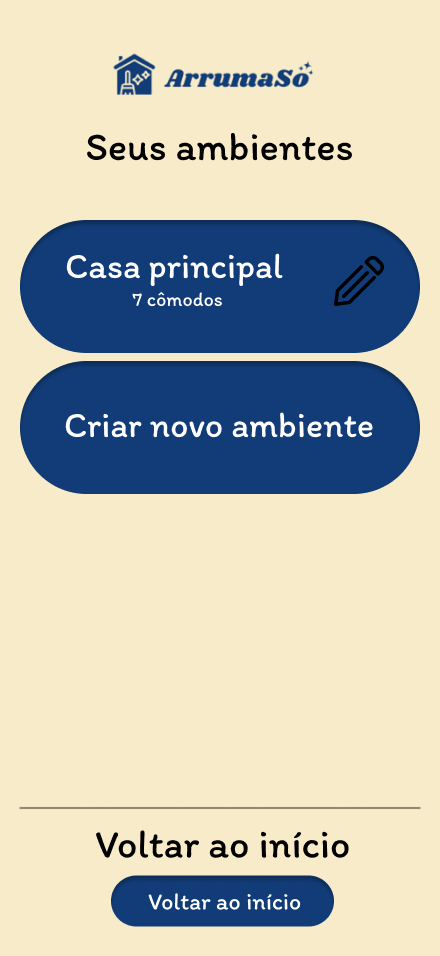 ArrumaSó
Seus ambientes
Casa principal
7 cômodos
Criar novo ambiente
Voltar ao início
Voltar ao início